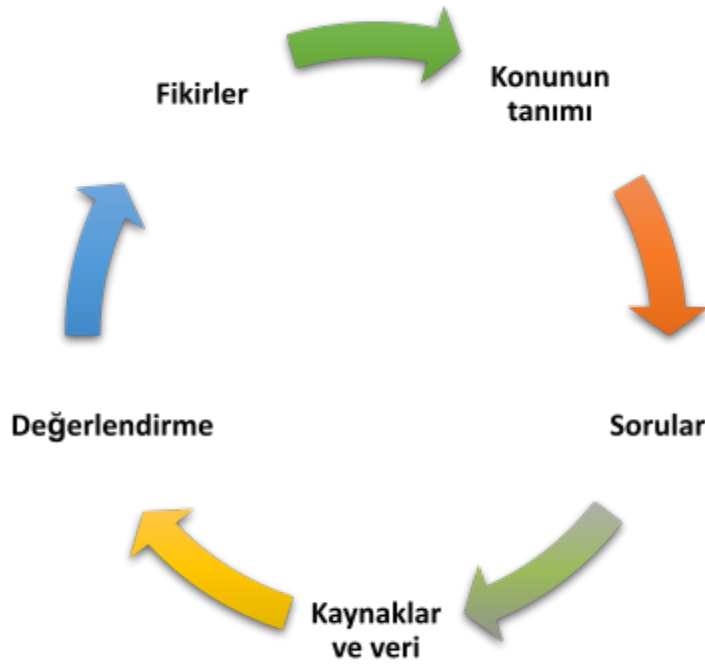 Fikirler
Konunun
tanımı
Sorular
Kaynaklar
ve veri
Değerlendirme